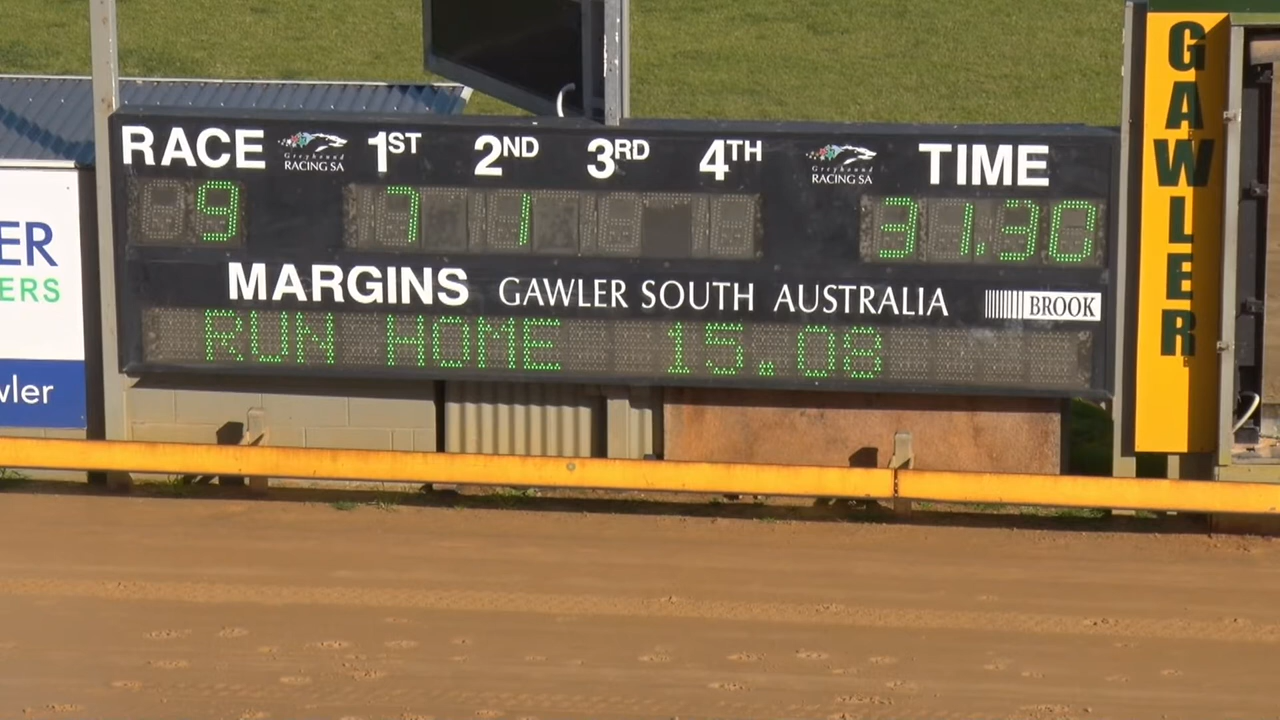 RACE Greyhound RACING SA 1ST 2ND 3RD 4TH Greyhound RACING SA TIME
9 7 1 31.30
MARGINS GAWLER SOUTH AUSTRALIA BROOK
RUN HOME 15.08
GAWLER
ER
ERS
wler